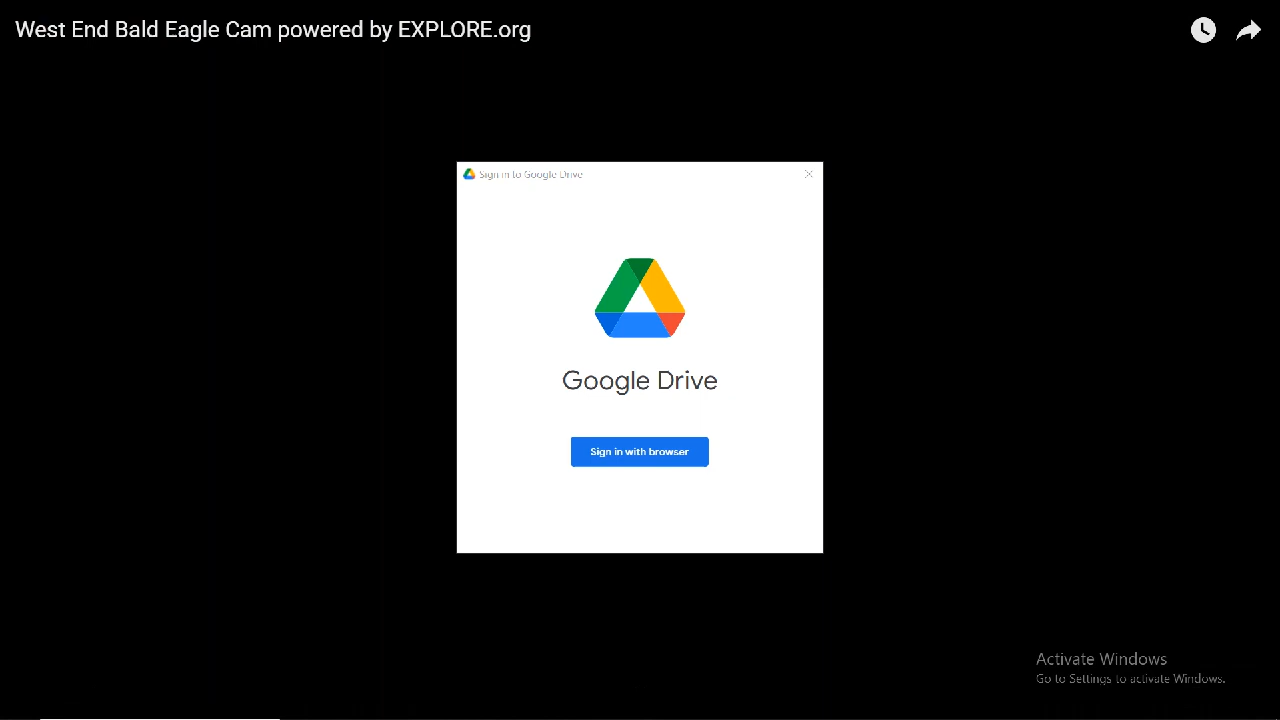 West End Bald Eagle Cam powered by EXPLORE.org
Sign in to Google Drive
Google Drive
Sign in with browser
Activate Windows
Go to Settings to activate Windows.